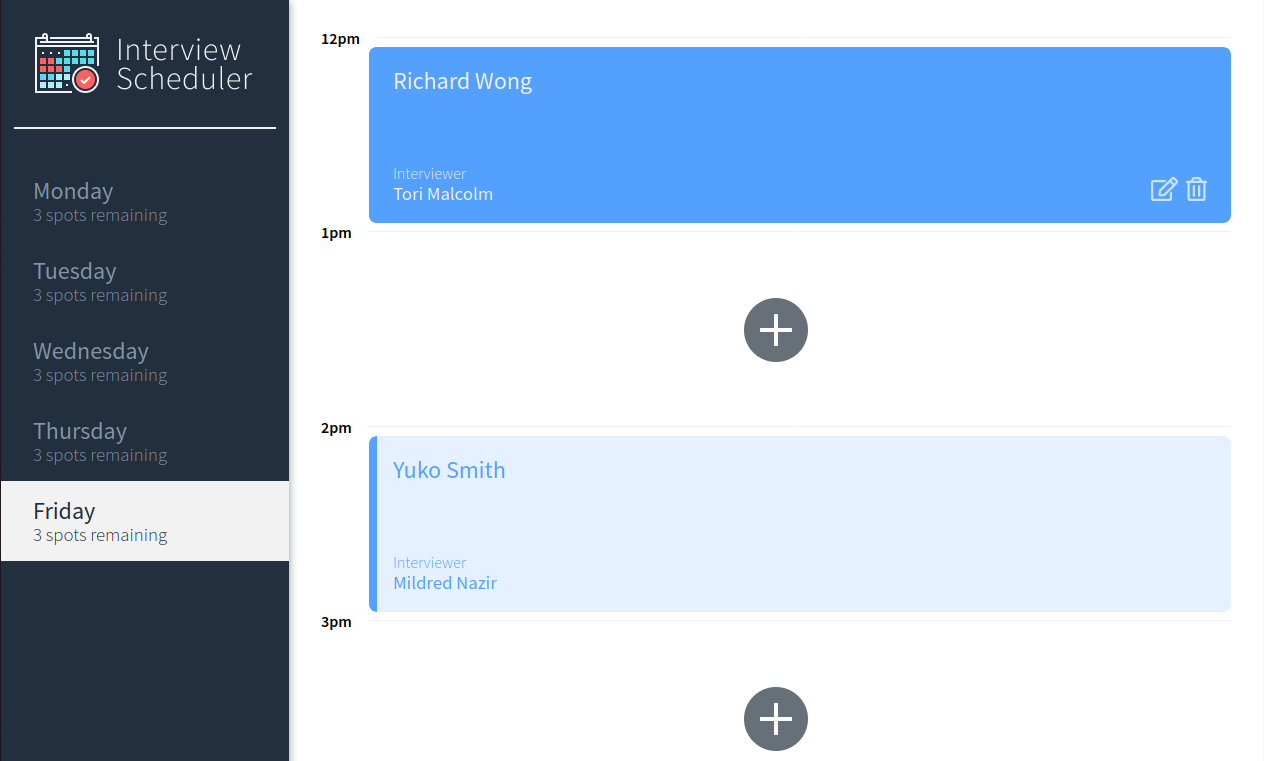 Interview
Scheduler
Monday
3 spots remaining
Tuesday
3 spots remaining
Wednesday
3 spots remaining
Thursday
3 spots remaining
Friday
3 spots remaining
12pm
Richard Wong
Interviewer
Tori Malcolm
1pm
2pm
Yuko Smith
Interviewer
Mildred Nazir
3pm